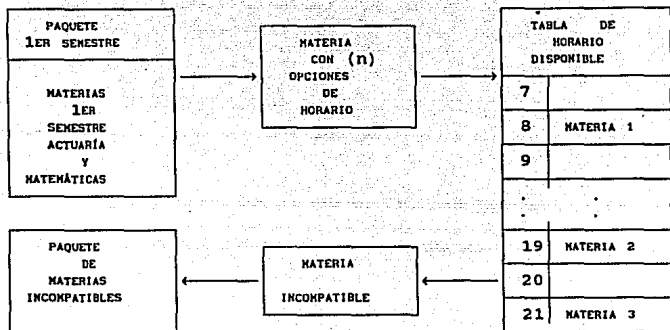 PAQUETE
1ER SEMESTRE
MATERIAS
1ER
SEMESTRE
ACTUARÍA
Y
MATEMÁTICAS
MATERIA
CON (n)
OPCIONES
DE
HORARIO
TABLA DE
HORARIO
DISPONIBLE
7
8 MATERIA 1
9
. .
. .
19 MATERIA 2
20
21 MATERIA 3
MATERIA
INCOMPATIBLE
PAQUETE
DE
MATERIAS
INCOMPATIBLES